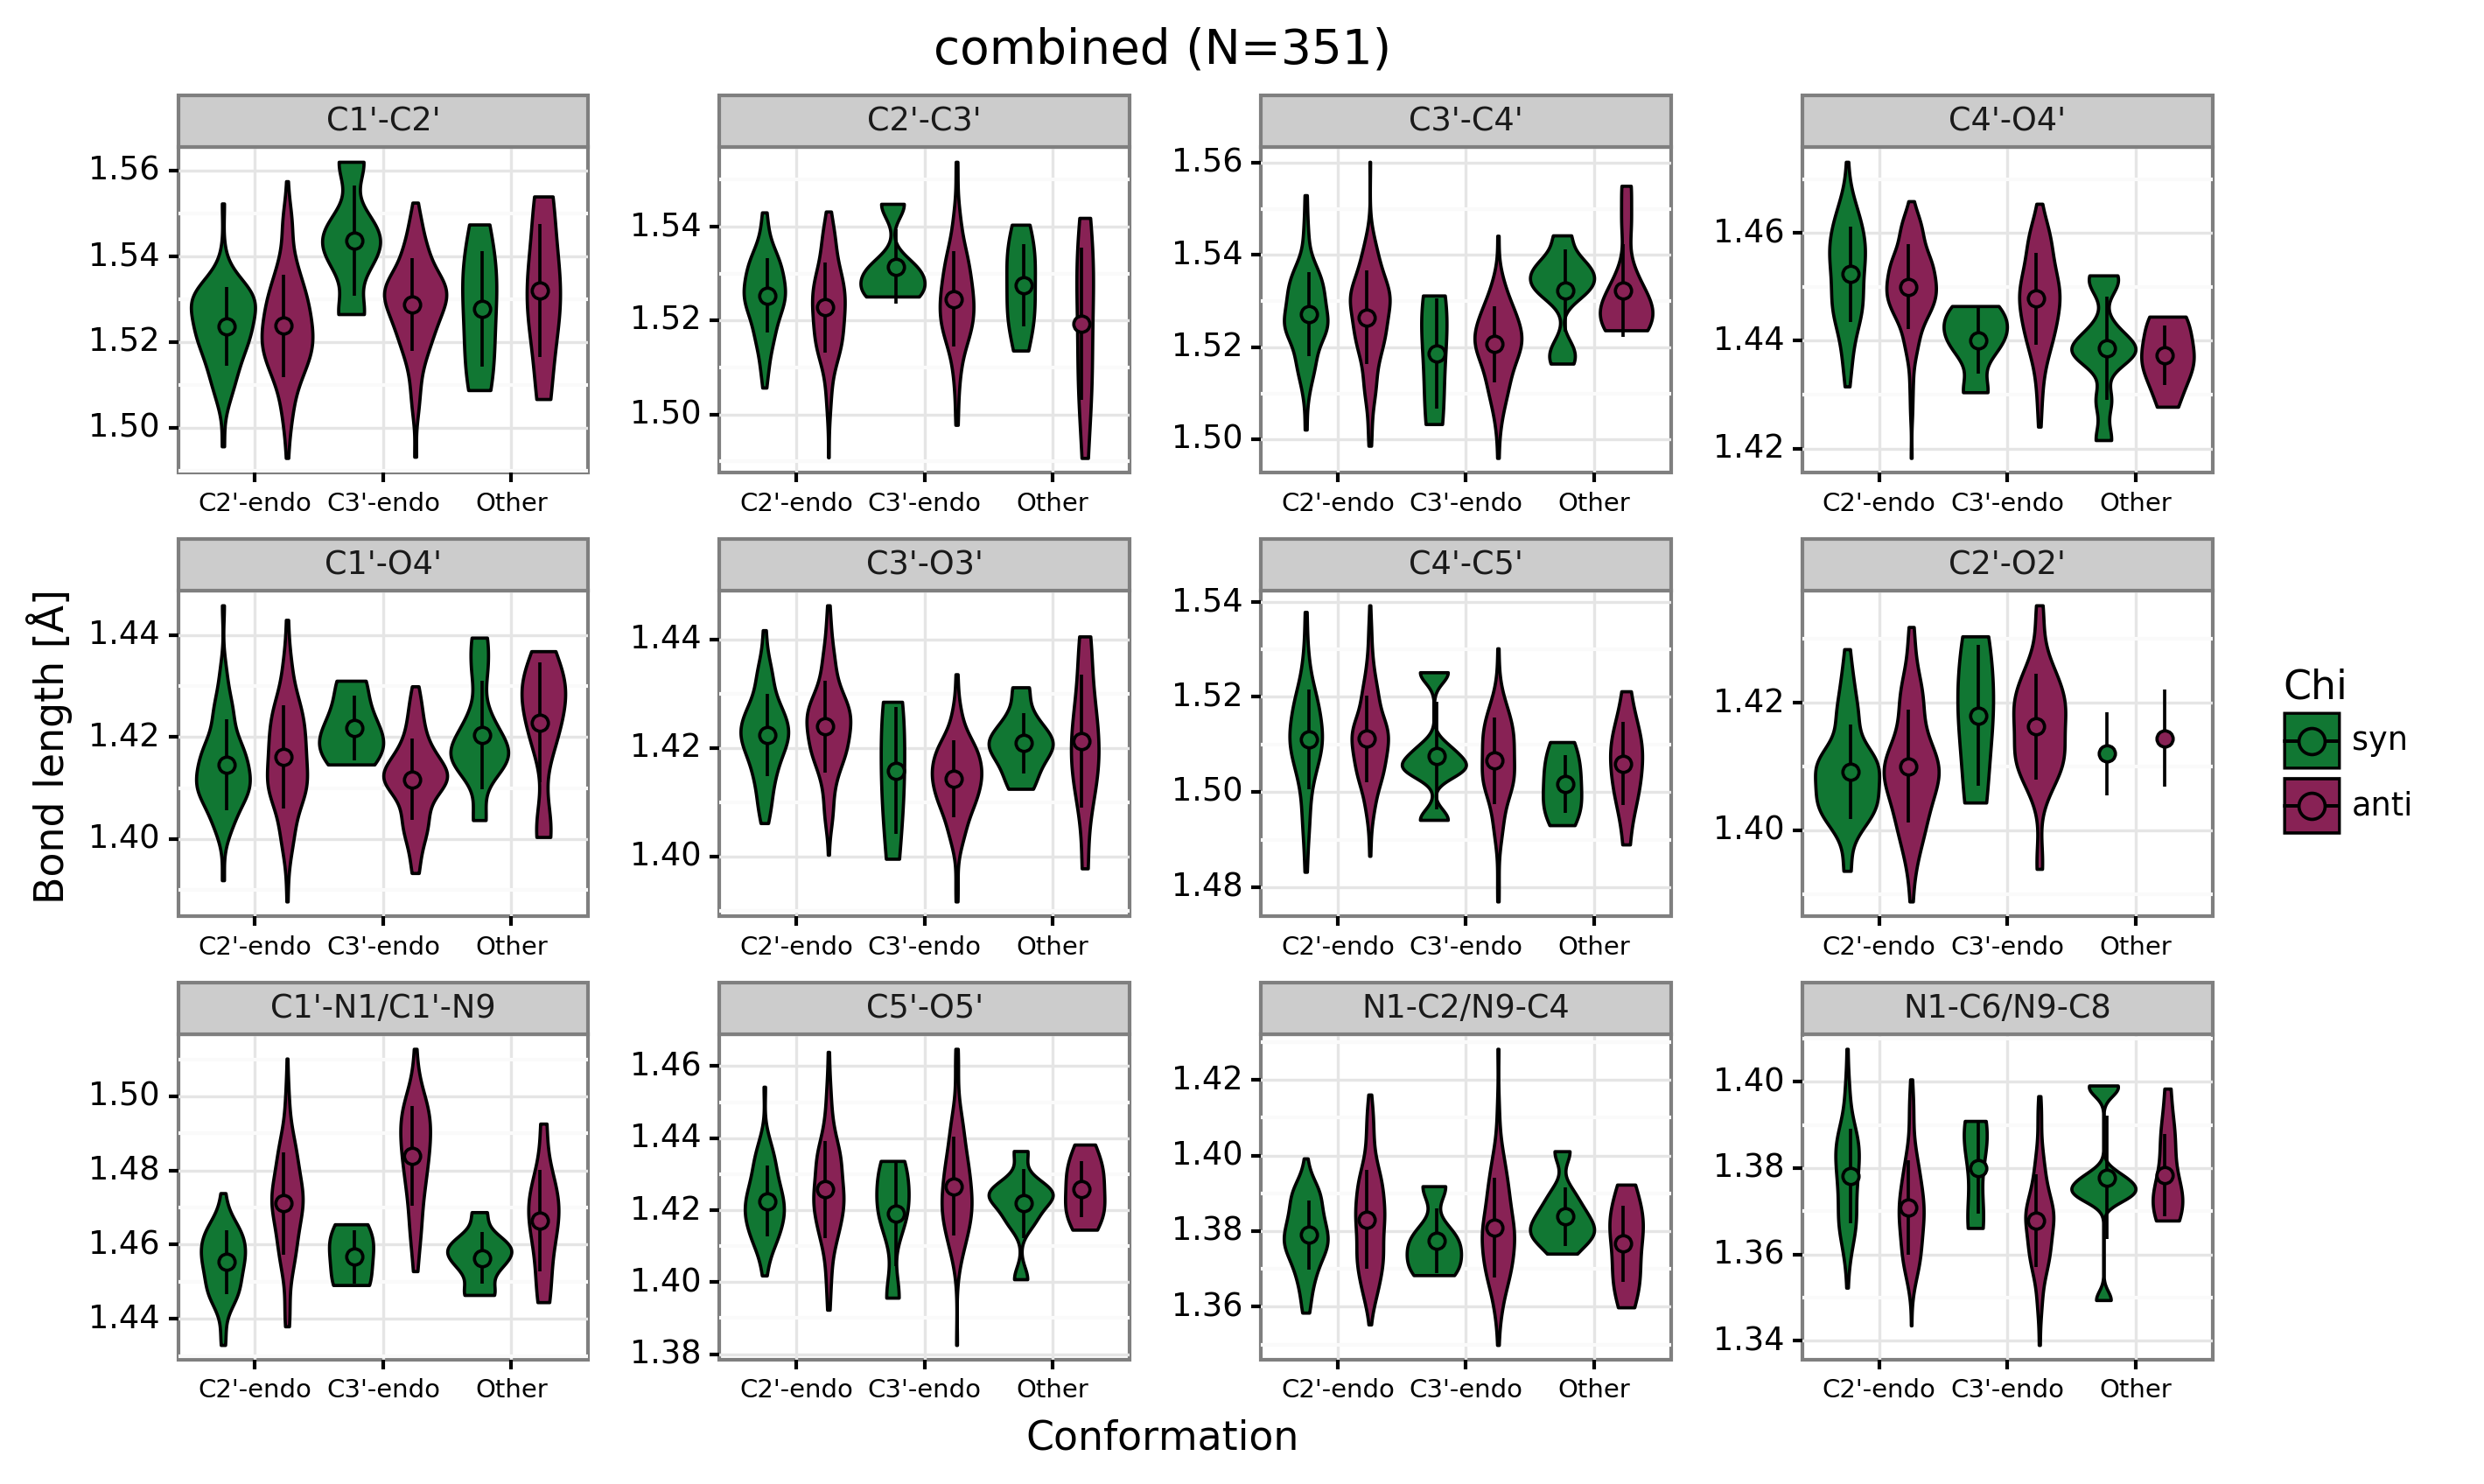 combined (N=351)
C1'-C2'
C2'-C3'
C3'-C4'
C4'-O4'
1.56
1.54
1.52
1.50
1.54
1.52
1.50
1.56
1.54
1.52
1.50
1.46
1.44
1.42
C2'-endo C3'-endo Other
C2'-endo C3'-endo Other
C2'-endo C3'-endo Other
C2'-endo C3'-endo Other
C1'-O4'
C3'-O3'
C4'-C5'
C2'-O2'
1.44
1.42
1.40
1.44
1.42
1.40
1.54
1.52
1.50
1.48
1.42
1.40
C2'-endo C3'-endo Other
C2'-endo C3'-endo Other
C2'-endo C3'-endo Other
C2'-endo C3'-endo Other
C1'-N1/C1'-N9
C5'-O5'
N1-C2/N9-C4
N1-C6/N9-C8
1.50
1.48
1.46
1.44
1.46
1.44
1.42
1.40
1.38
1.42
1.40
1.38
1.36
1.40
1.38
1.36
1.34
C2'-endo C3'-endo Other
C2'-endo C3'-endo Other
C2'-endo C3'-endo Other
C2'-endo C3'-endo Other
Bond length [Å]
Conformation
Chi
syn
anti